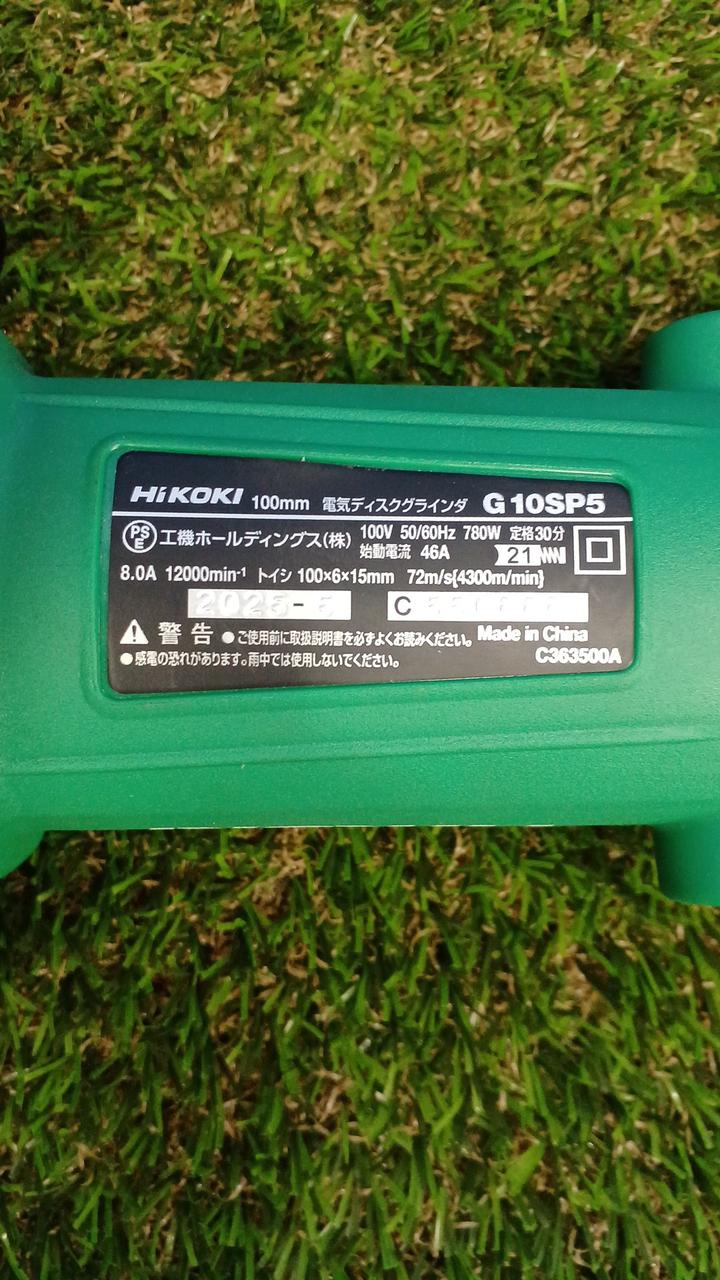 HiKOKI 100mm 電気ディスクグラインダ G10SP5
PSE 工機ホールディングス(株) 100V 50/60Hz 780W 定格30分
始動電流 46A 21
8.0A 12000min⁻¹ トイシ 100×6×15mm 72m/s{4300m/min}
2025-5 C
警告 ●ご使用前に取扱説明書を必ずよくお読みください。 Made in China
●感電の恐れがあります。雨中では使用しないでください。 C363500A